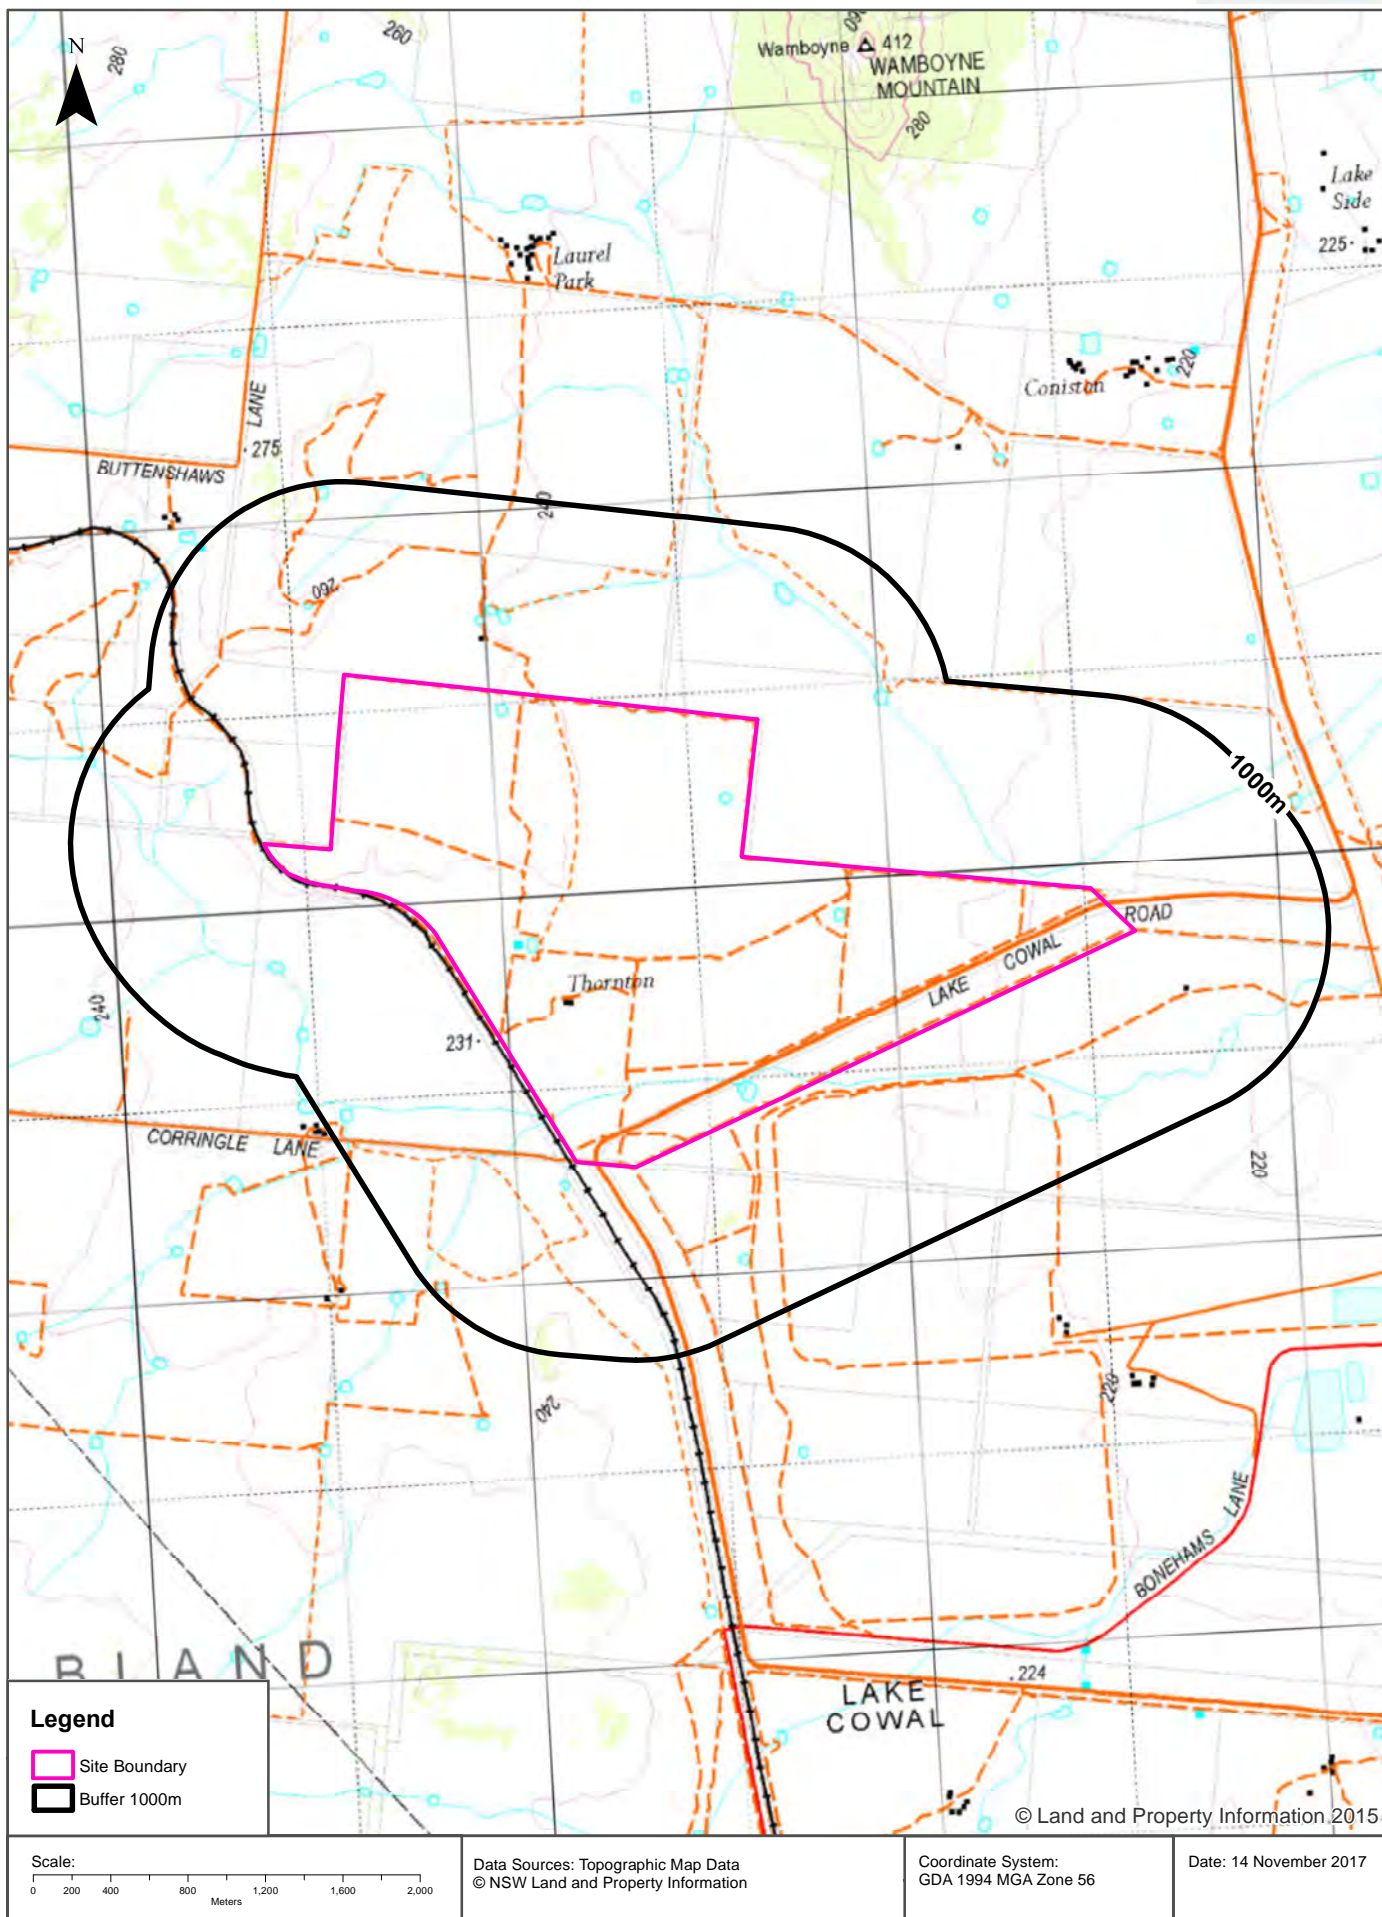 N
280
260
060
Wamboyne 412
WAMBOYNE
MOUNTAIN
280
Lake
Side
225
Laurel
Park
Coniston
220
LANE
275
BUTTENSHAWS
240
260
1000m
ROAD
COWAL
LAKE
Thornton
231
240
CORRINGLE LANE
220
240
220
BONEHAMS LANE
BLAND
224
LAKE
COWAL
Legend
Site Boundary
Buffer 1000m
© Land and Property Information 2015
Scale:
0 200 400 800 1,200 1,600 2,000
Meters
Data Sources: Topographic Map Data
© NSW Land and Property Information
Coordinate System:
GDA 1994 MGA Zone 56
Date: 14 November 2017